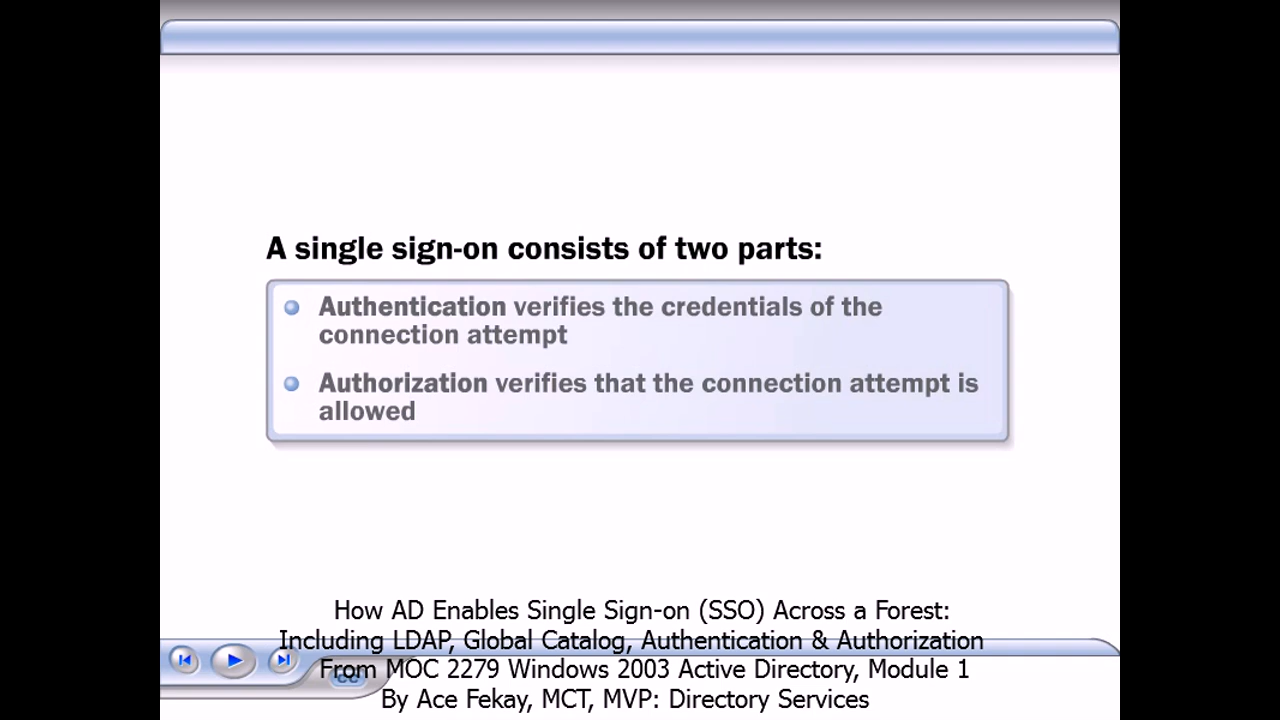 A single sign-on consists of two parts:
Authentication verifies the credentials of the
connection attempt
Authorization verifies that the connection attempt is
allowed
How AD Enables Single Sign-on (SSO) Across a Forest:
Including LDAP, Global Catalog, Authentication & Authorization
From MOC 2279 Windows 2003 Active Directory, Module 1
CC
By Ace Fekay, MCT, MVP: Directory Services